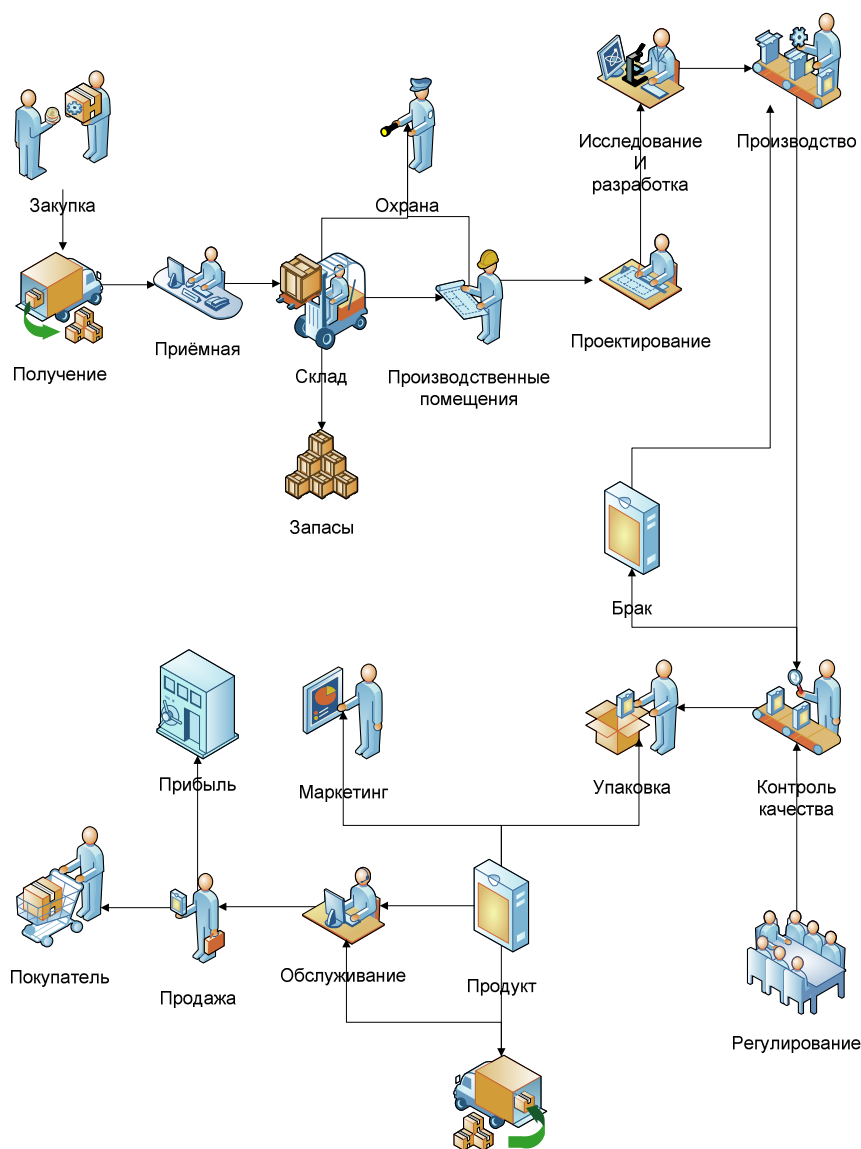 Исследование
И
разработка
Производство
Закупка
Охрана
Приёмная
Проектирование
Получение
Склад
Производственные
помещения
Запасы
Брак
Прибыль
Маркетинг
Упаковка
Контроль
качества
Покупатель
Продажа
Обслуживание
Продукт
Регулирование